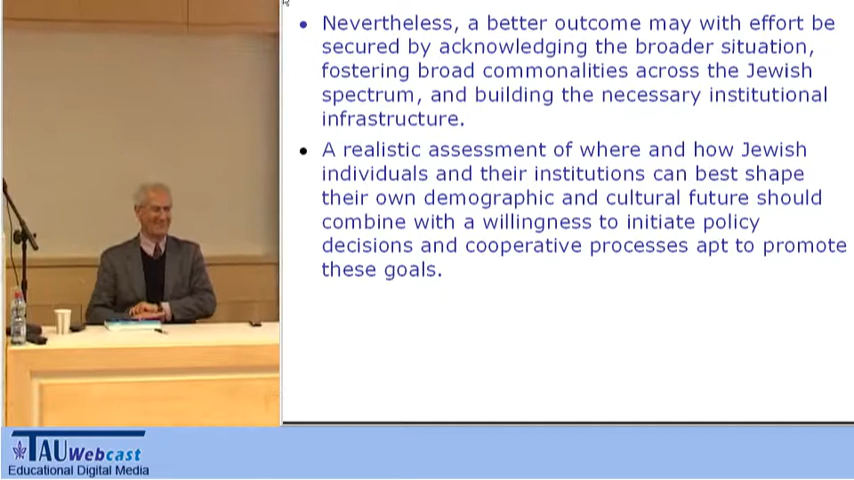 Nevertheless, a better outcome may with effort be
secured by acknowledging the broader situation,
fostering broad commonalities across the Jewish
spectrum, and building the necessary institutional
infrastructure.
A realistic assessment of where and how Jewish
individuals and their institutions can best shape
their own demographic and cultural future should
combine with a willingness to initiate policy
decisions and cooperative processes apt to promote
these goals.
TAU Webcast
Educational Digital Media